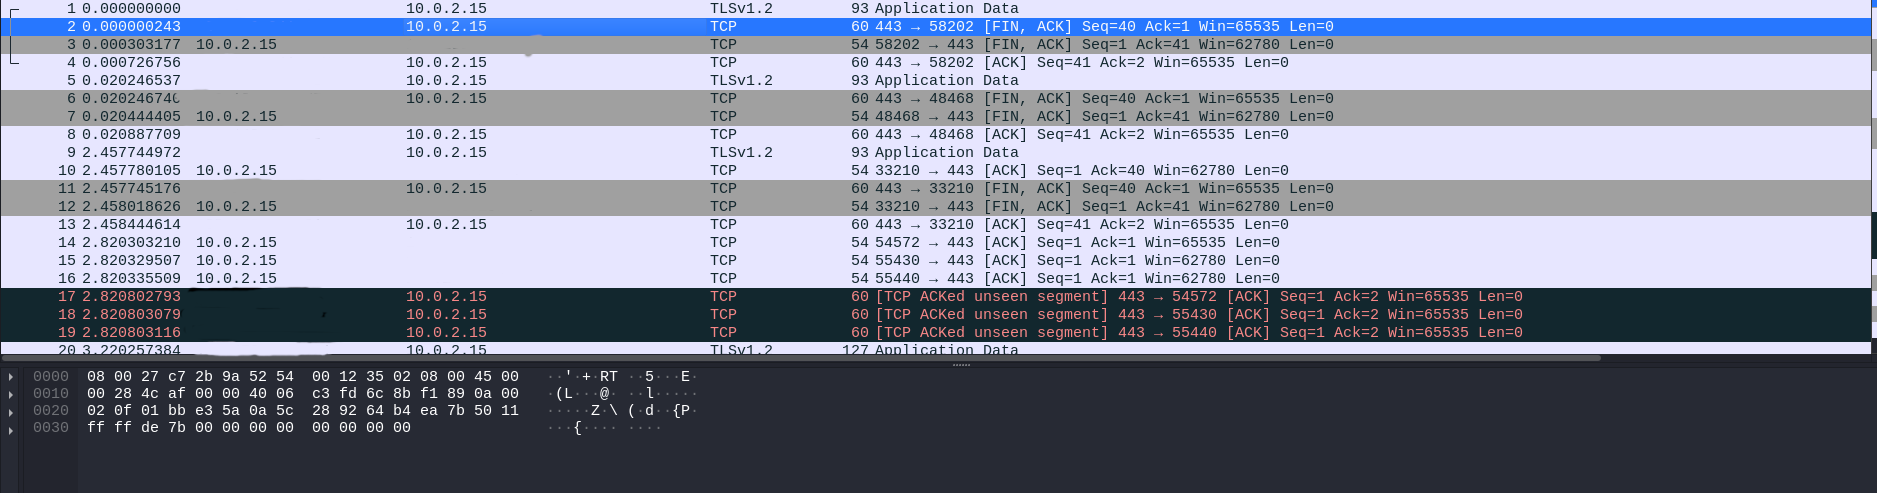 1 0.000000000 10.0.2.15 TLSv1.2 93 Application Data
2 0.000000243 10.0.2.15 TCP 60 443 → 58202 [FIN, ACK] Seq=40 Ack=1 Win=65535 Len=0
3 0.000303177 10.0.2.15 TCP 54 58202 → 443 [FIN, ACK] Seq=1 Ack=41 Win=62780 Len=0
4 0.000726756 10.0.2.15 TCP 60 443 → 58202 [ACK] Seq=41 Ack=2 Win=65535 Len=0
5 0.020246537 10.0.2.15 TLSv1.2 93 Application Data
6 0.02024674 10.0.2.15 TCP 60 443 → 48468 [FIN, ACK] Seq=40 Ack=1 Win=65535 Len=0
7 0.020444405 10.0.2.15 TCP 54 48468 → 443 [FIN, ACK] Seq=1 Ack=41 Win=62780 Len=0
8 0.020887709 10.0.2.15 TCP 60 443 → 48468 [ACK] Seq=41 Ack=2 Win=65535 Len=0
9 2.457744972 10.0.2.15 TLSv1.2 93 Application Data
10 2.457780105 10.0.2.15 TCP 54 33210 → 443 [ACK] Seq=1 Ack=40 Win=62780 Len=0
11 2.457745176 10.0.2.15 TCP 60 443 → 33210 [FIN, ACK] Seq=40 Ack=1 Win=65535 Len=0
12 2.458018626 10.0.2.15 TCP 54 33210 → 443 [FIN, ACK] Seq=1 Ack=41 Win=62780 Len=0
13 2.458444614 10.0.2.15 TCP 60 443 → 33210 [ACK] Seq=41 Ack=2 Win=65535 Len=0
14 2.820303210 10.0.2.15 TCP 54 54572 → 443 [ACK] Seq=1 Ack=1 Win=65535 Len=0
15 2.820329507 10.0.2.15 TCP 54 55430 → 443 [ACK] Seq=1 Ack=1 Win=62780 Len=0
16 2.820335509 10.0.2.15 TCP 54 55440 → 443 [ACK] Seq=1 Ack=1 Win=62780 Len=0
17 2.820802793 10.0.2.15 TCP 60 [TCP ACKed unseen segment] 443 → 54572 [ACK] Seq=1 Ack=2 Win=65535 Len=0
18 2.820803079 10.0.2.15 TCP 60 [TCP ACKed unseen segment] 443 → 55430 [ACK] Seq=1 Ack=2 Win=65535 Len=0
19 2.820803116 10.0.2.15 TCP 60 [TCP ACKed unseen segment] 443 → 55440 [ACK] Seq=1 Ack=2 Win=65535 Len=0
20 3.220257384 10.0.2.15 TLSv1.2 127 Application Data
0000 08 00 27 c7 2b 9a 52 54 00 12 35 02 08 00 45 00 ··'·+·RT ··5···E·
0010 00 28 4c af 00 00 40 06 c3 fd 6c 8b f1 89 0a 00 ·(L···@· ··l·····
0020 02 0f 01 bb e3 5a 0a 5c 28 92 64 b4 ea 7b 50 11 ·····Z·\ (·d··{P·
0030 ff ff de 7b 00 00 00 00 00 00 00 00 ···{···· ····